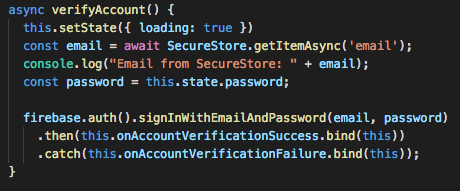 async verifyAccount() {
this.setState({ loading: true })
const email = await SecureStore.getItemAsync('email');
console.log("Email from SecureStore: " + email);
const password = this.state.password;
firebase.auth().signInWithEmailAndPassword(email, password)
.then(this.onAccountVerificationSuccess.bind(this))
.catch(this.onAccountVerificationFailure.bind(this));
}